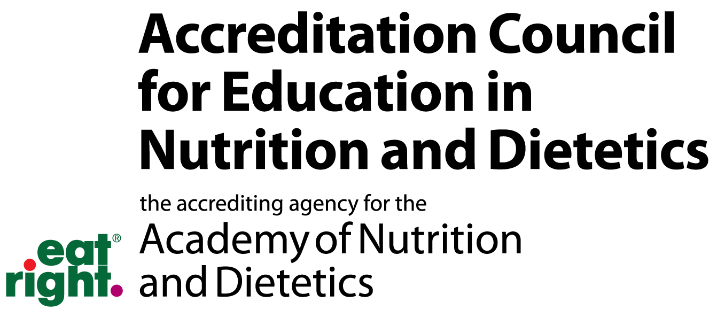 Accreditation Council
for Education in
Nutrition and Dietetics
the accrediting agency for the
Academy of Nutrition
and Dietetics
eat®
right.